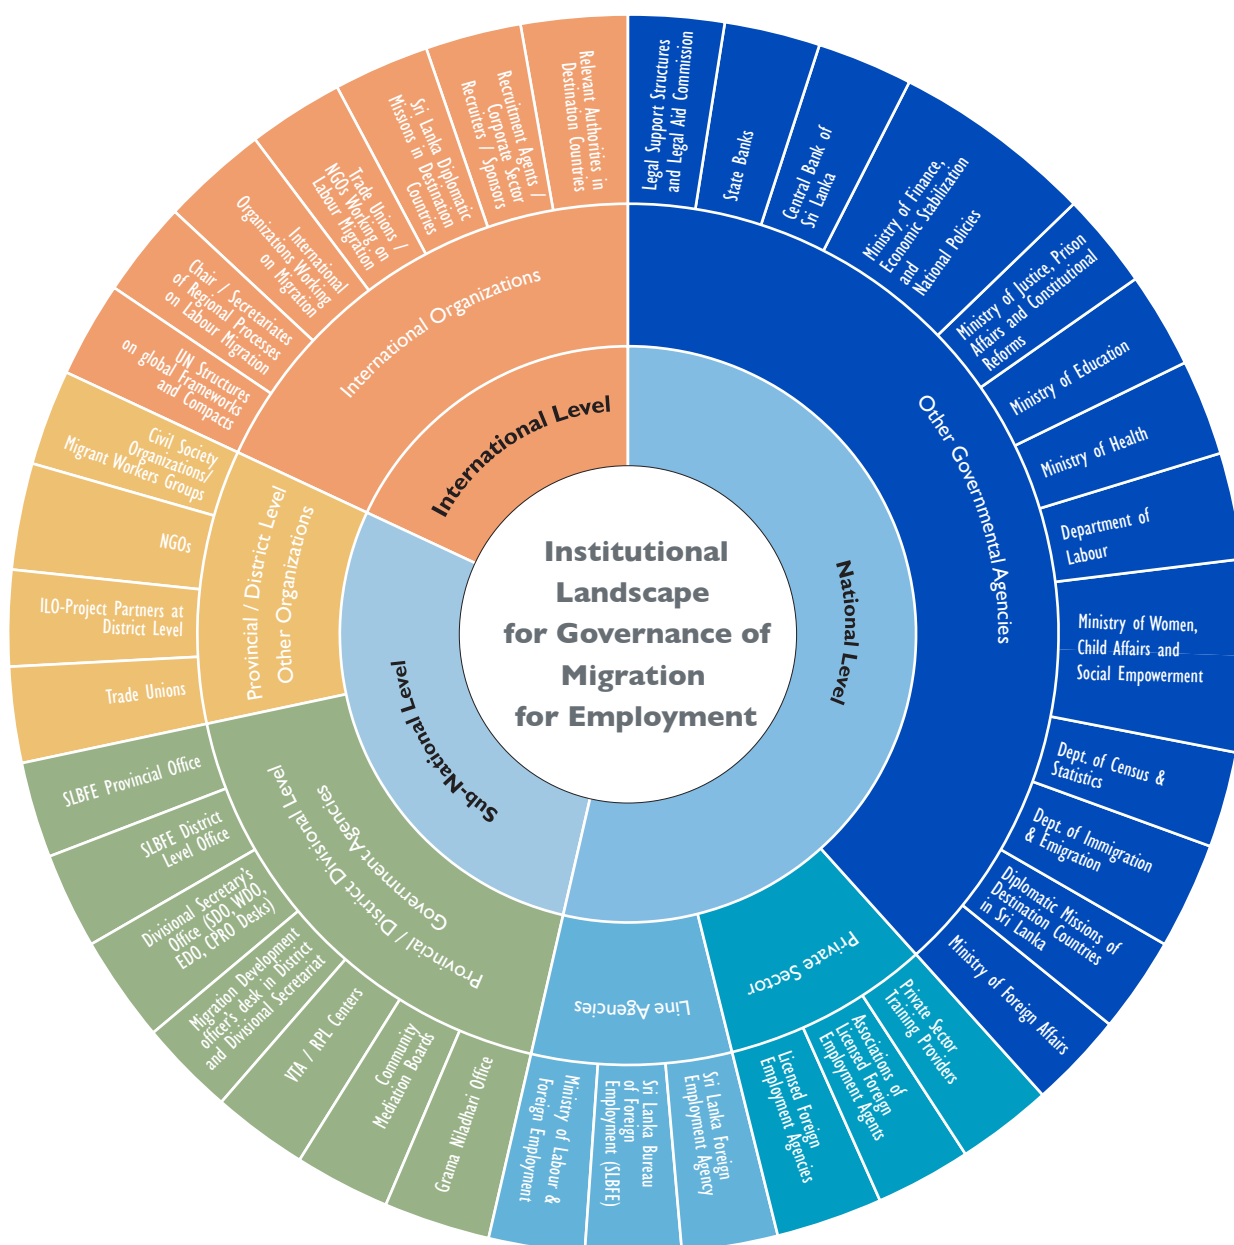 Institutional
Landscape
for Governance of
Migration
for Employment
National Level
Sub-National Level
International Level
Other Governmental Agencies
Private Sector
Line Agencies
Provincial / District Divisional Level
Government Agencies
Provincial / District Level
Other Organizations
International Organizations
Legal Support Structures
and Legal Aid Commission
State Banks
Central Bank of
Sri Lanka
Ministry of Finance,
Economic Stabilization
and
National Policies
Ministry of Justice, Prison
Affairs and Constitutional
Reforms
Ministry of Education
Ministry of Health
Department of
Labour
Ministry of Women,
Child Affairs and
Social Empowerment
Dept. of Census &
Statistics
Dept. of Immigration
& Emigration
Diplomatic Missions of
Destination Countries
in Sri Lanka
Ministry of Foreign Affairs
Private Sector
Training Providers
Associations of
Licensed Foreign
Employment Agents
Licensed Foreign
Employment Agencies
Sri Lanka Foreign
Employment Agency
Sri Lanka Bureau
of Foreign
Employment (SLBFE)
Ministry of Labour &
Foreign Employment
Grama Niladhari Office
Community
Mediation Boards
VTA / RPL Centers
Migration Development
officer's desk in District
and Divisional Secretariat
Divisional Secretary's
Office (SDO, WDO,
EDO, CPRO Desks)
SLBFE District
Level Office
SLBFE Provincial Office
Trade Unions
ILO-Project Partners at
District Level
NGOs
Civil Society
Organizations/
Migrant Workers Groups
UN Structures
on global Frameworks
and Compacts
Chair / Secretariates
of Regional Processes
on Labour Migration
International
Organizations Working
on Migration
Trade Unions /
NGOs Working on
Labour Migration
Sri Lanka Diplomatic
Missions in Destination
Countries
Recruitment Agents /
Corporate Sector
Recruiters / Sponsors
Relevant Authorities in
Destination Countries